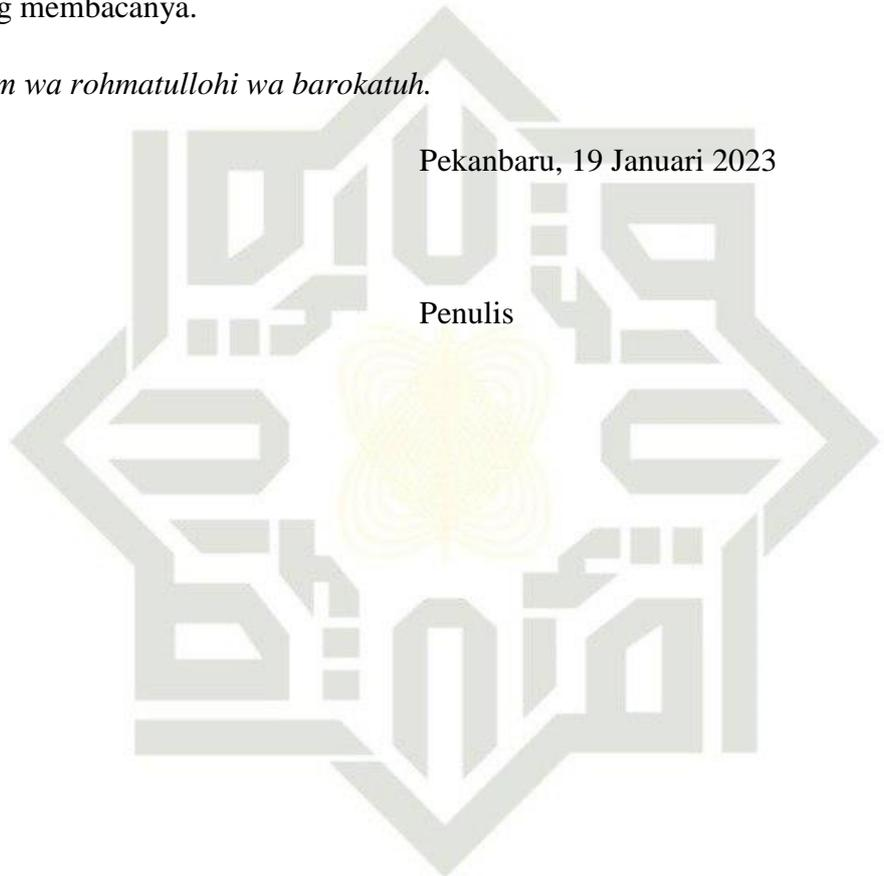 g membacanya.
m wa rohmatullohi wa barokatuh.
Pekanbaru, 19 Januari 2023
Penulis